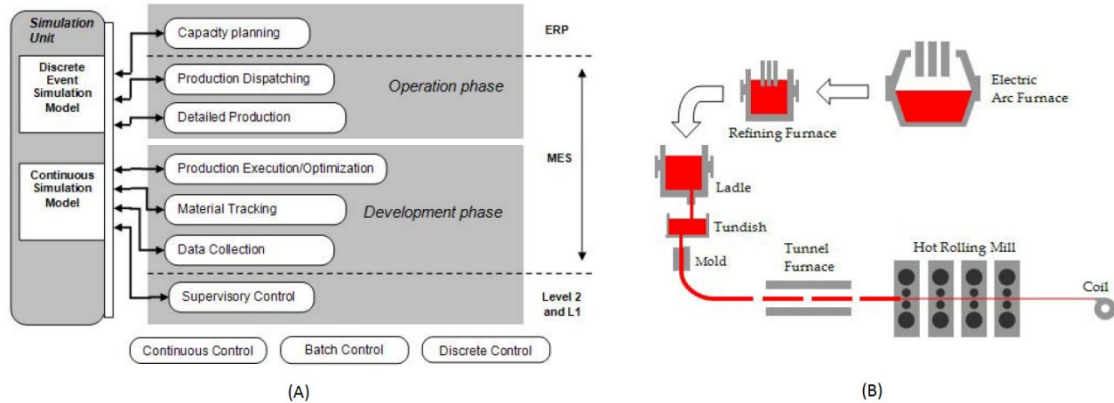 Simulation
Unit
Discrete
Event
Simulation
Model
Continuous
Simulation
Model
Capacity planning
ERP
Production Dispatching
Operation phase
Detailed Production
MES
Production Execution/Optimization
Material Tracking
Development phase
Data Collection
Supervisory Control
Level 2
and L1
Continuous Control
Batch Control
Discrete Control
(A)
Electric
Arc Furnace
Refining Furnace
Ladle
Tundish
Mold
Tunnel
Furnace
Hot Rolling Mill
Coil
(B)